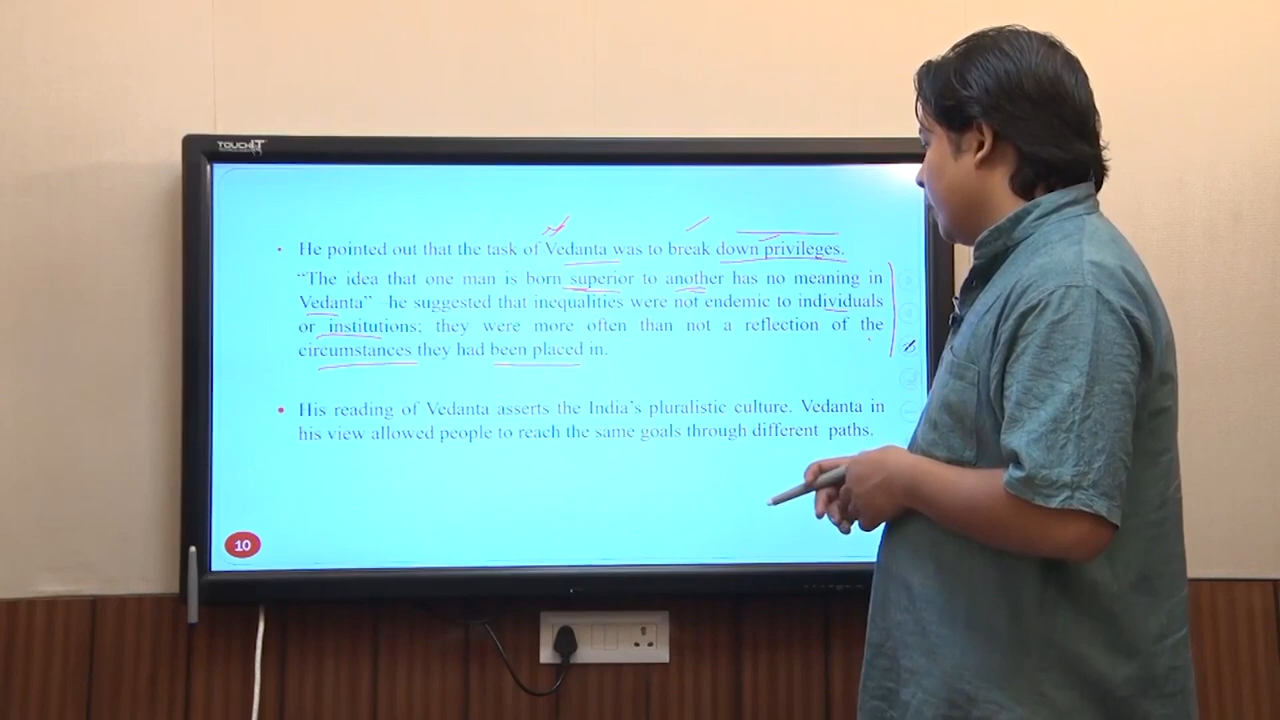 TOUCHIT
• He pointed out that the task of Vedanta was to break down privileges.
“The idea that one man is born superior to another has no meaning in
Vedanta” –he suggested that inequalities were not endemic to individuals
or institutions; they were more often than not a reflection of the
circumstances they had been placed in.
• His reading of Vedanta asserts the India’s pluralistic culture. Vedanta in
his view allowed people to reach the same goals through different paths.
10